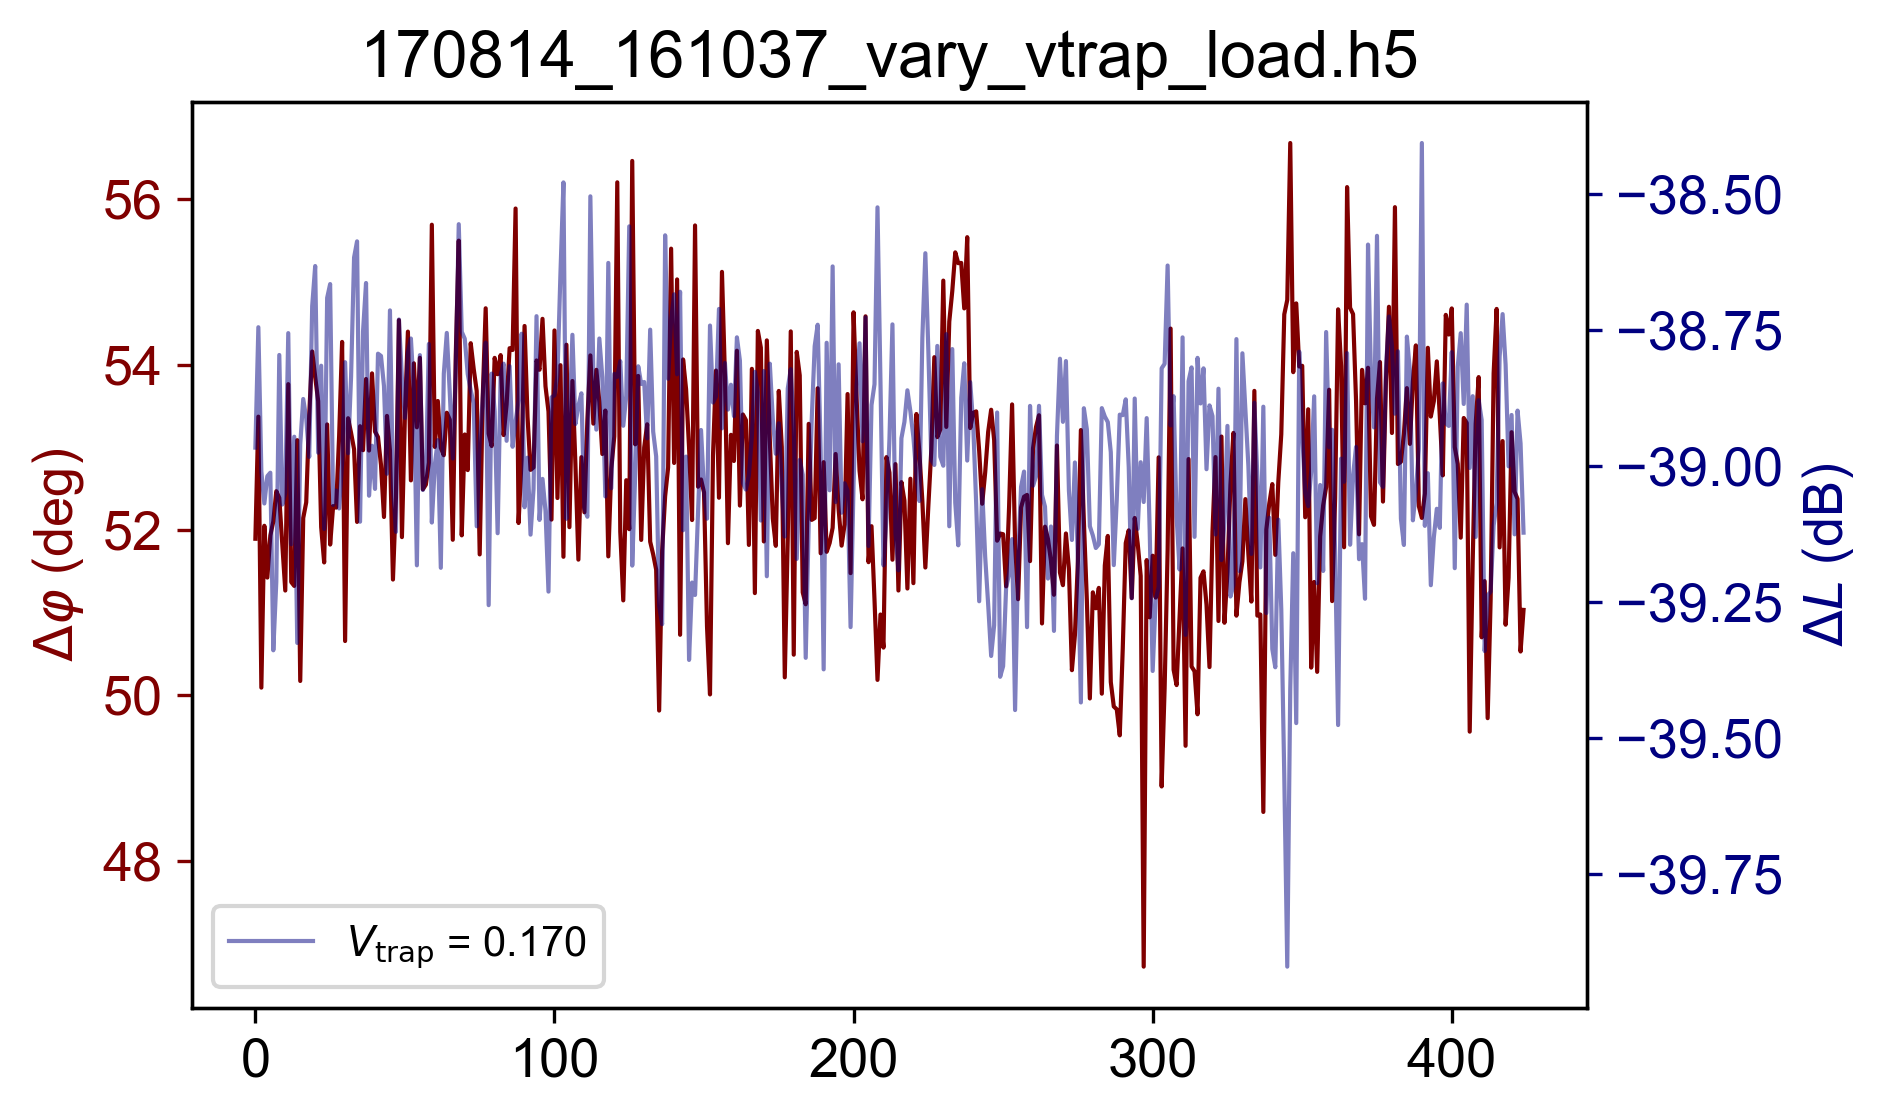 170814_161037_vary_vtrap_load.h5
56
54
52
50
48
Δφ (deg)
−38.50
−38.75
−39.00
−39.25
−39.50
−39.75
ΔL (dB)
Vtrap = 0.170
0 100 200 300 400